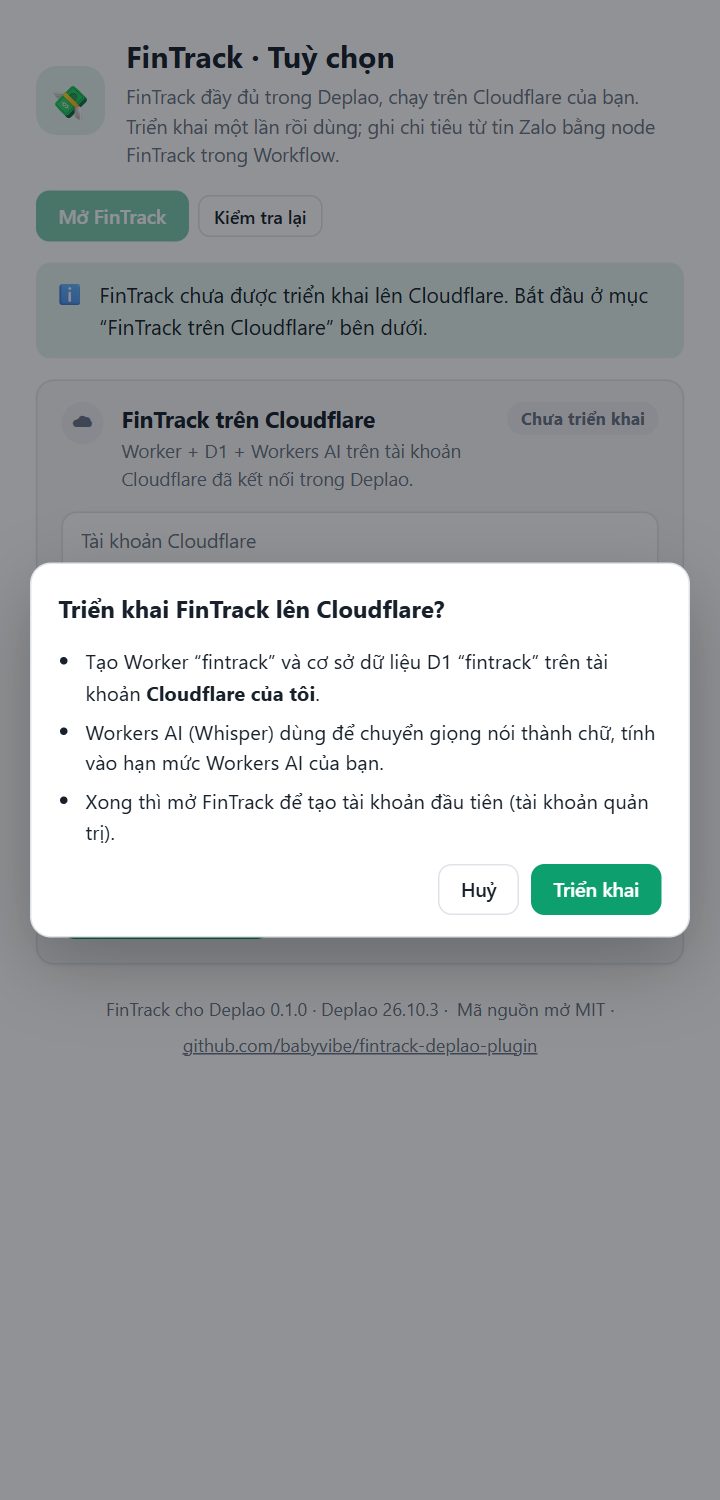 FinTrack · Tuỳ chọn
FinTrack đầy đủ trong Deplao, chạy trên Cloudflare của bạn.
Triển khai một lần rồi dùng; ghi chi tiêu từ tin Zalo bằng node
FinTrack trong Workflow.
Mở FinTrack
Kiểm tra lại
FinTrack chưa được triển khai lên Cloudflare. Bắt đầu ở mục
“FinTrack trên Cloudflare” bên dưới.
FinTrack trên Cloudflare
Chưa triển khai
Worker + D1 + Workers AI trên tài khoản
Cloudflare đã kết nối trong Deplao.
Tài khoản Cloudflare
Triển khai FinTrack lên Cloudflare?
• Tạo Worker “fintrack” và cơ sở dữ liệu D1 “fintrack” trên tài
khoản Cloudflare của tôi.
• Workers AI (Whisper) dùng để chuyển giọng nói thành chữ, tính
vào hạn mức Workers AI của bạn.
• Xong thì mở FinTrack để tạo tài khoản đầu tiên (tài khoản quản
trị).
Huỷ
Triển khai
FinTrack cho Deplao 0.1.0 · Deplao 26.10.3 · Mã nguồn mở MIT ·
github.com/babyvibe/fintrack-deplao-plugin